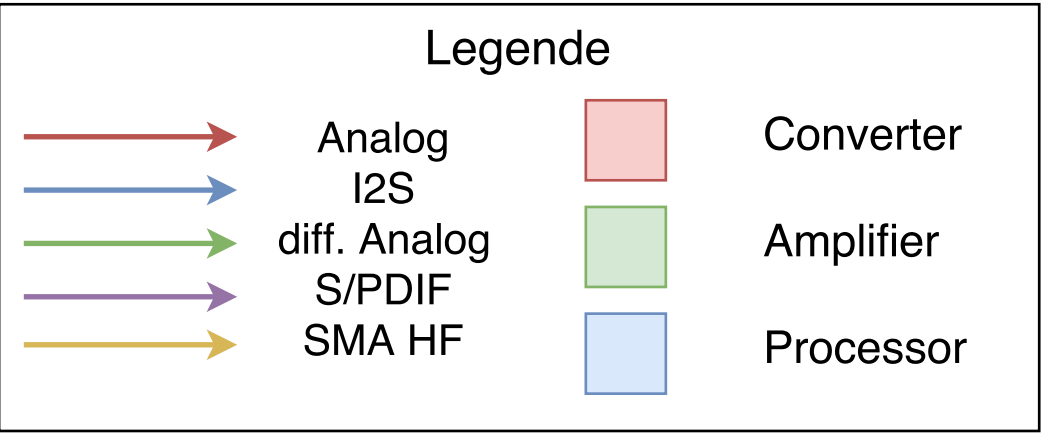 Legende
Analog
I2S
diff. Analog
S/PDIF
SMA HF
Converter
Amplifier
Processor